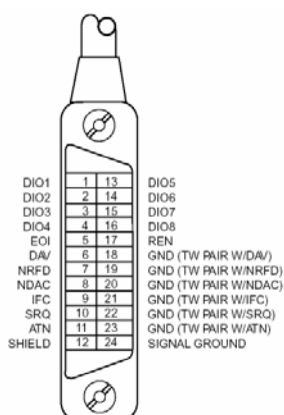 DIO1 1 13 DIO5
DIO2 2 14 DIO6
DIO3 3 15 DIO7
DIO4 4 16 DIO8
EOI 5 17 REN
DAV 6 18 GND (TW PAIR W/DAV)
NRFD 7 19 GND (TW PAIR W/NRFD)
NDAC 8 20 GND (TW PAIR W/NDAC)
IFC 9 21 GND (TW PAIR W/IFC)
SRQ 10 22 GND (TW PAIR W/SRQ)
ATN 11 23 GND (TW PAIR W/ATN)
SHIELD 12 24 SIGNAL GROUND